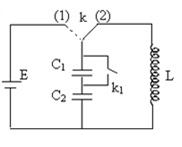 (1) k (2)
E
C₁
k₁
L
C₂